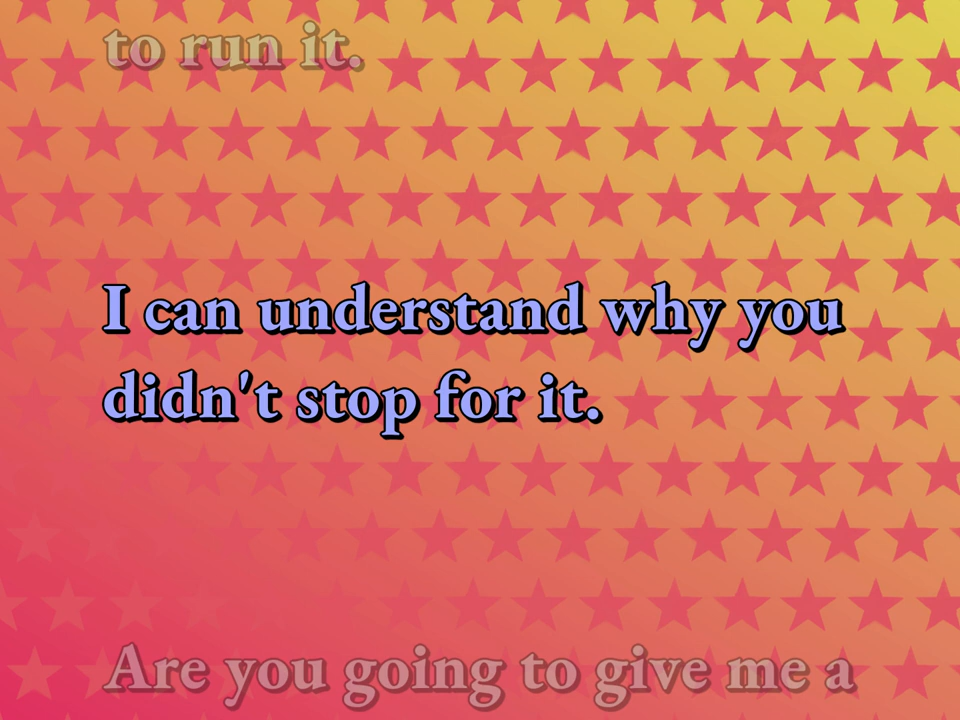 to run it.
I can understand why you
didn't stop for it.
Are you going to give me a